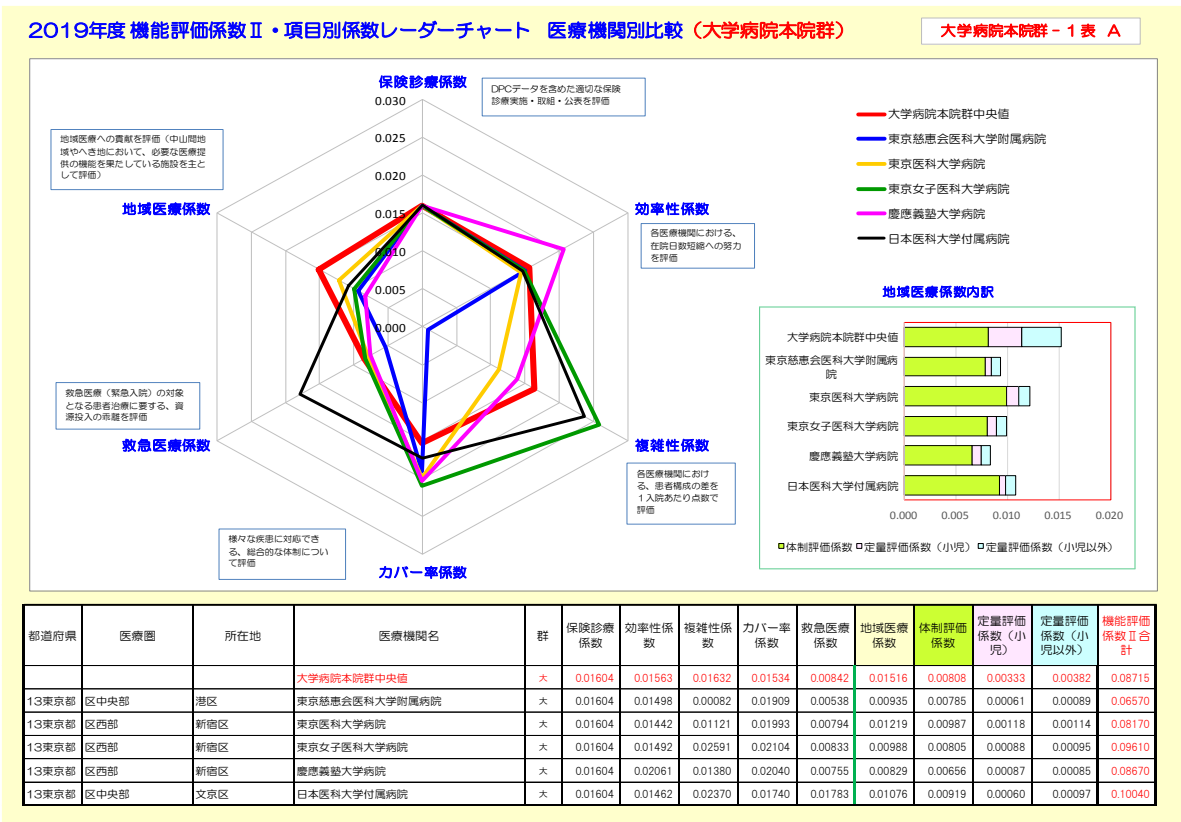 2019年度 機能評価係数Ⅱ・項目別係数レーダーチャート　医療機関別比較（大学病院本院群）
大学病院本院群－1表　A
保険診療係数
DPCデータを含めた適切な保険
診療実施・取組・公表を評価
0.030
0.025
0.020
0.015
0.010
0.005
0.000
地域医療への貢献を評価（中山間地
域やへき地において、必要な医療提
供の機能を果たしている施設を主と
して評価）
地域医療係数
効率性係数
各医療機関における、
在院日数短縮への努力
を評価
救急医療（緊急入院）の対象
となる患者治療に要する、資
源投入の乖離を評価
救急医療係数
複雑性係数
各医療機関におけ
る、患者構成の差を
1入院あたり点数で
評価
様々な疾患に対応でき
る、総合的な体制につい
て評価
カバー率係数
大学病院本院群中央値
東京慈恵会医科大学附属病院
東京医科大学病院
東京女子医科大学病院
慶應義塾大学病院
日本医科大学付属病院
地域医療係数内訳
大学病院本院群中央値
東京慈恵会医科大学附属病
院
東京医科大学病院
東京女子医科大学病院
慶應義塾大学病院
日本医科大学付属病院
0.000 0.005 0.010 0.015 0.020
体制評価係数 定量評価係数（小児） 定量評価係数（小児以外）
都道府県 医療圏 所在地 医療機関名 群 保険診療係数 効率性係数 複雑性係数 カバー率係数 救急医療係数 地域医療係数 体制評価係数 定量評価係数（小児） 定量評価係数（小児以外） 機能評価係数Ⅱ合計
大学病院本院群中央値 大 0.01604 0.01563 0.01632 0.01534 0.00842 0.01516 0.00808 0.00333 0.00382 0.08715
13東京都 区中央部 港区 東京慈恵会医科大学附属病院 大 0.01604 0.01498 0.00082 0.01909 0.00538 0.00935 0.00785 0.00061 0.00089 0.06570
13東京都 区西部 新宿区 東京医科大学病院 大 0.01604 0.01442 0.01121 0.01993 0.00794 0.01219 0.00987 0.00118 0.00114 0.08170
13東京都 区西部 新宿区 東京女子医科大学病院 大 0.01604 0.01492 0.02591 0.02104 0.00833 0.00988 0.00805 0.00088 0.00095 0.09610
13東京都 区西部 新宿区 慶應義塾大学病院 大 0.01604 0.02061 0.01380 0.02040 0.00755 0.00829 0.00656 0.00087 0.00085 0.08670
13東京都 区中央部 文京区 日本医科大学付属病院 大 0.01604 0.01462 0.02370 0.01740 0.01783 0.01076 0.00919 0.00060 0.00097 0.10040